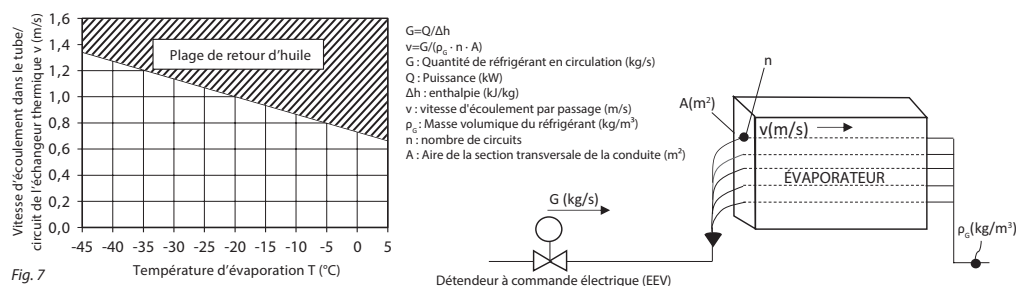 Vitesse d'écoulement dans le tube/
circuit de l'échangeur thermique v (m/s)
1,6
1,4
1,2
1,0
0,8
0,6
0,4
0,2
0,0
Plage de retour d'huile
-45 -40 -35 -30 -25 -20 -15 -10 -5 0 5
Température d'évaporation T (°C)
Fig. 7
G=Q/Δh
v=G/(ρG · n · A)
G : Quantité de réfrigérant en circulation (kg/s)
Q : Puissance (kW)
Δh : enthalpie (kJ/kg)
v : vitesse d'écoulement par passage (m/s)
ρG : Masse volumique du réfrigérant (kg/m³)
n : nombre de circuits
A : Aire de la section transversale de la conduite (m²)
n
A(m²)
v(m/s)
ÉVAPORATEUR
G (kg/s)
ρG(kg/m³)
Détendeur à commande électrique (EEV)